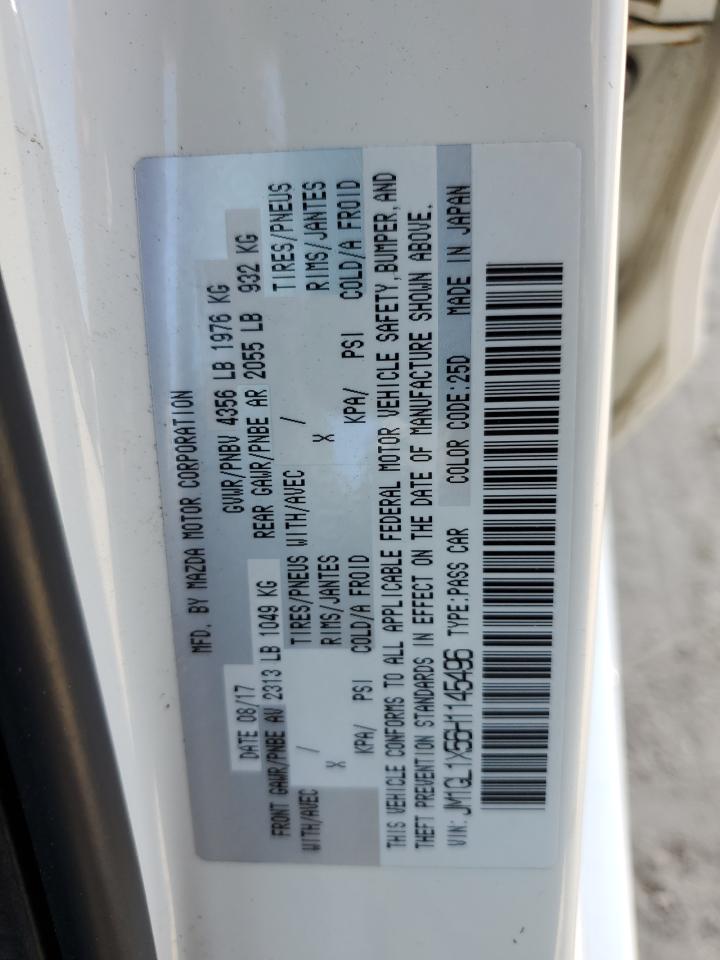 MFD. BY MAZDA MOTOR CORPORATION
DATE 08/17 GVWR/PNBV 4356 LB 1976 KG
FRONT GAWR/PNBE AV 2313 LB 1049 KG REAR GAWR/PNBE AR 2055 LB 932 KG
WITH/AVEC / TIRES/PNEUS WITH/AVEC / TIRES/PNEUS
X RIMS/JANTES X RIMS/JANTES
KPA/ PSI COLD/A FROID KPA/ PSI COLD/A FROID
THIS VEHICLE CONFORMS TO ALL APPLICABLE FEDERAL MOTOR VEHICLE SAFETY, BUMPER, AND
THEFT PREVENTION STANDARDS IN EFFECT ON THE DATE OF MANUFACTURE SHOWN ABOVE.
VIN: JM1GL1X56H1145496 TYPE:PASS CAR COLOR CODE:25D MADE IN JAPAN